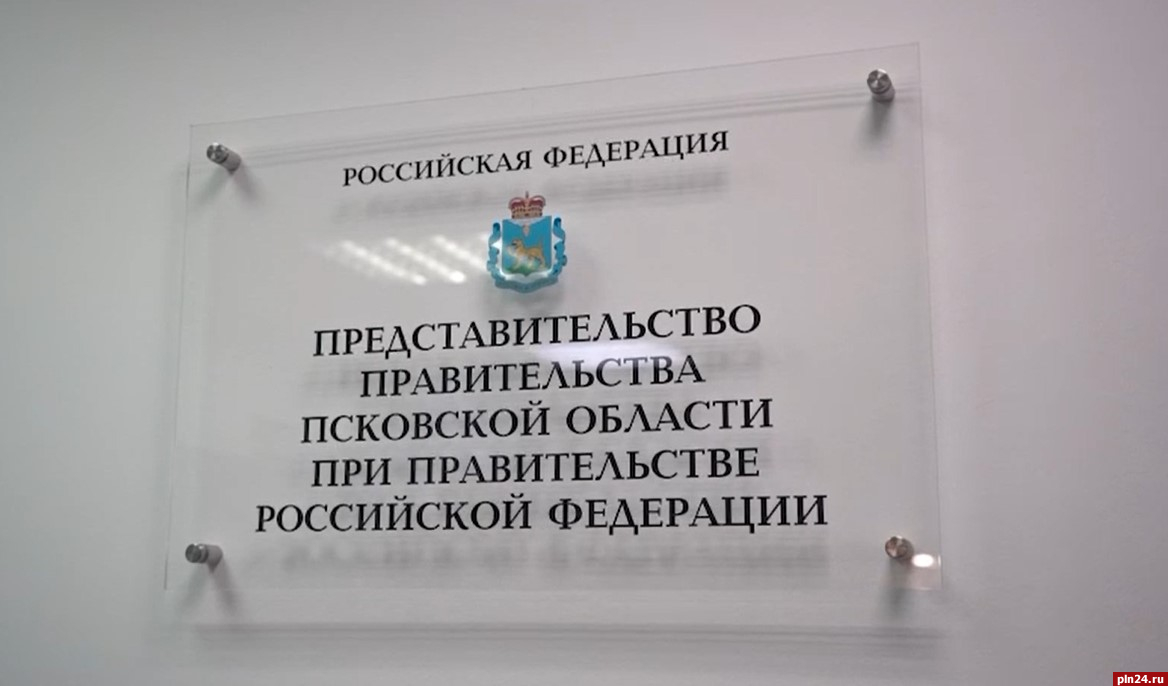 РОССИЙСКАЯ ФЕДЕРАЦИЯ
ПРЕДСТАВИТЕЛЬСТВО
ПРАВИТЕЛЬСТВА
ПСКОВСКОЙ ОБЛАСТИ
ПРИ ПРАВИТЕЛЬСТВЕ
РОССИЙСКОЙ ФЕДЕРАЦИИ
pln24.ru